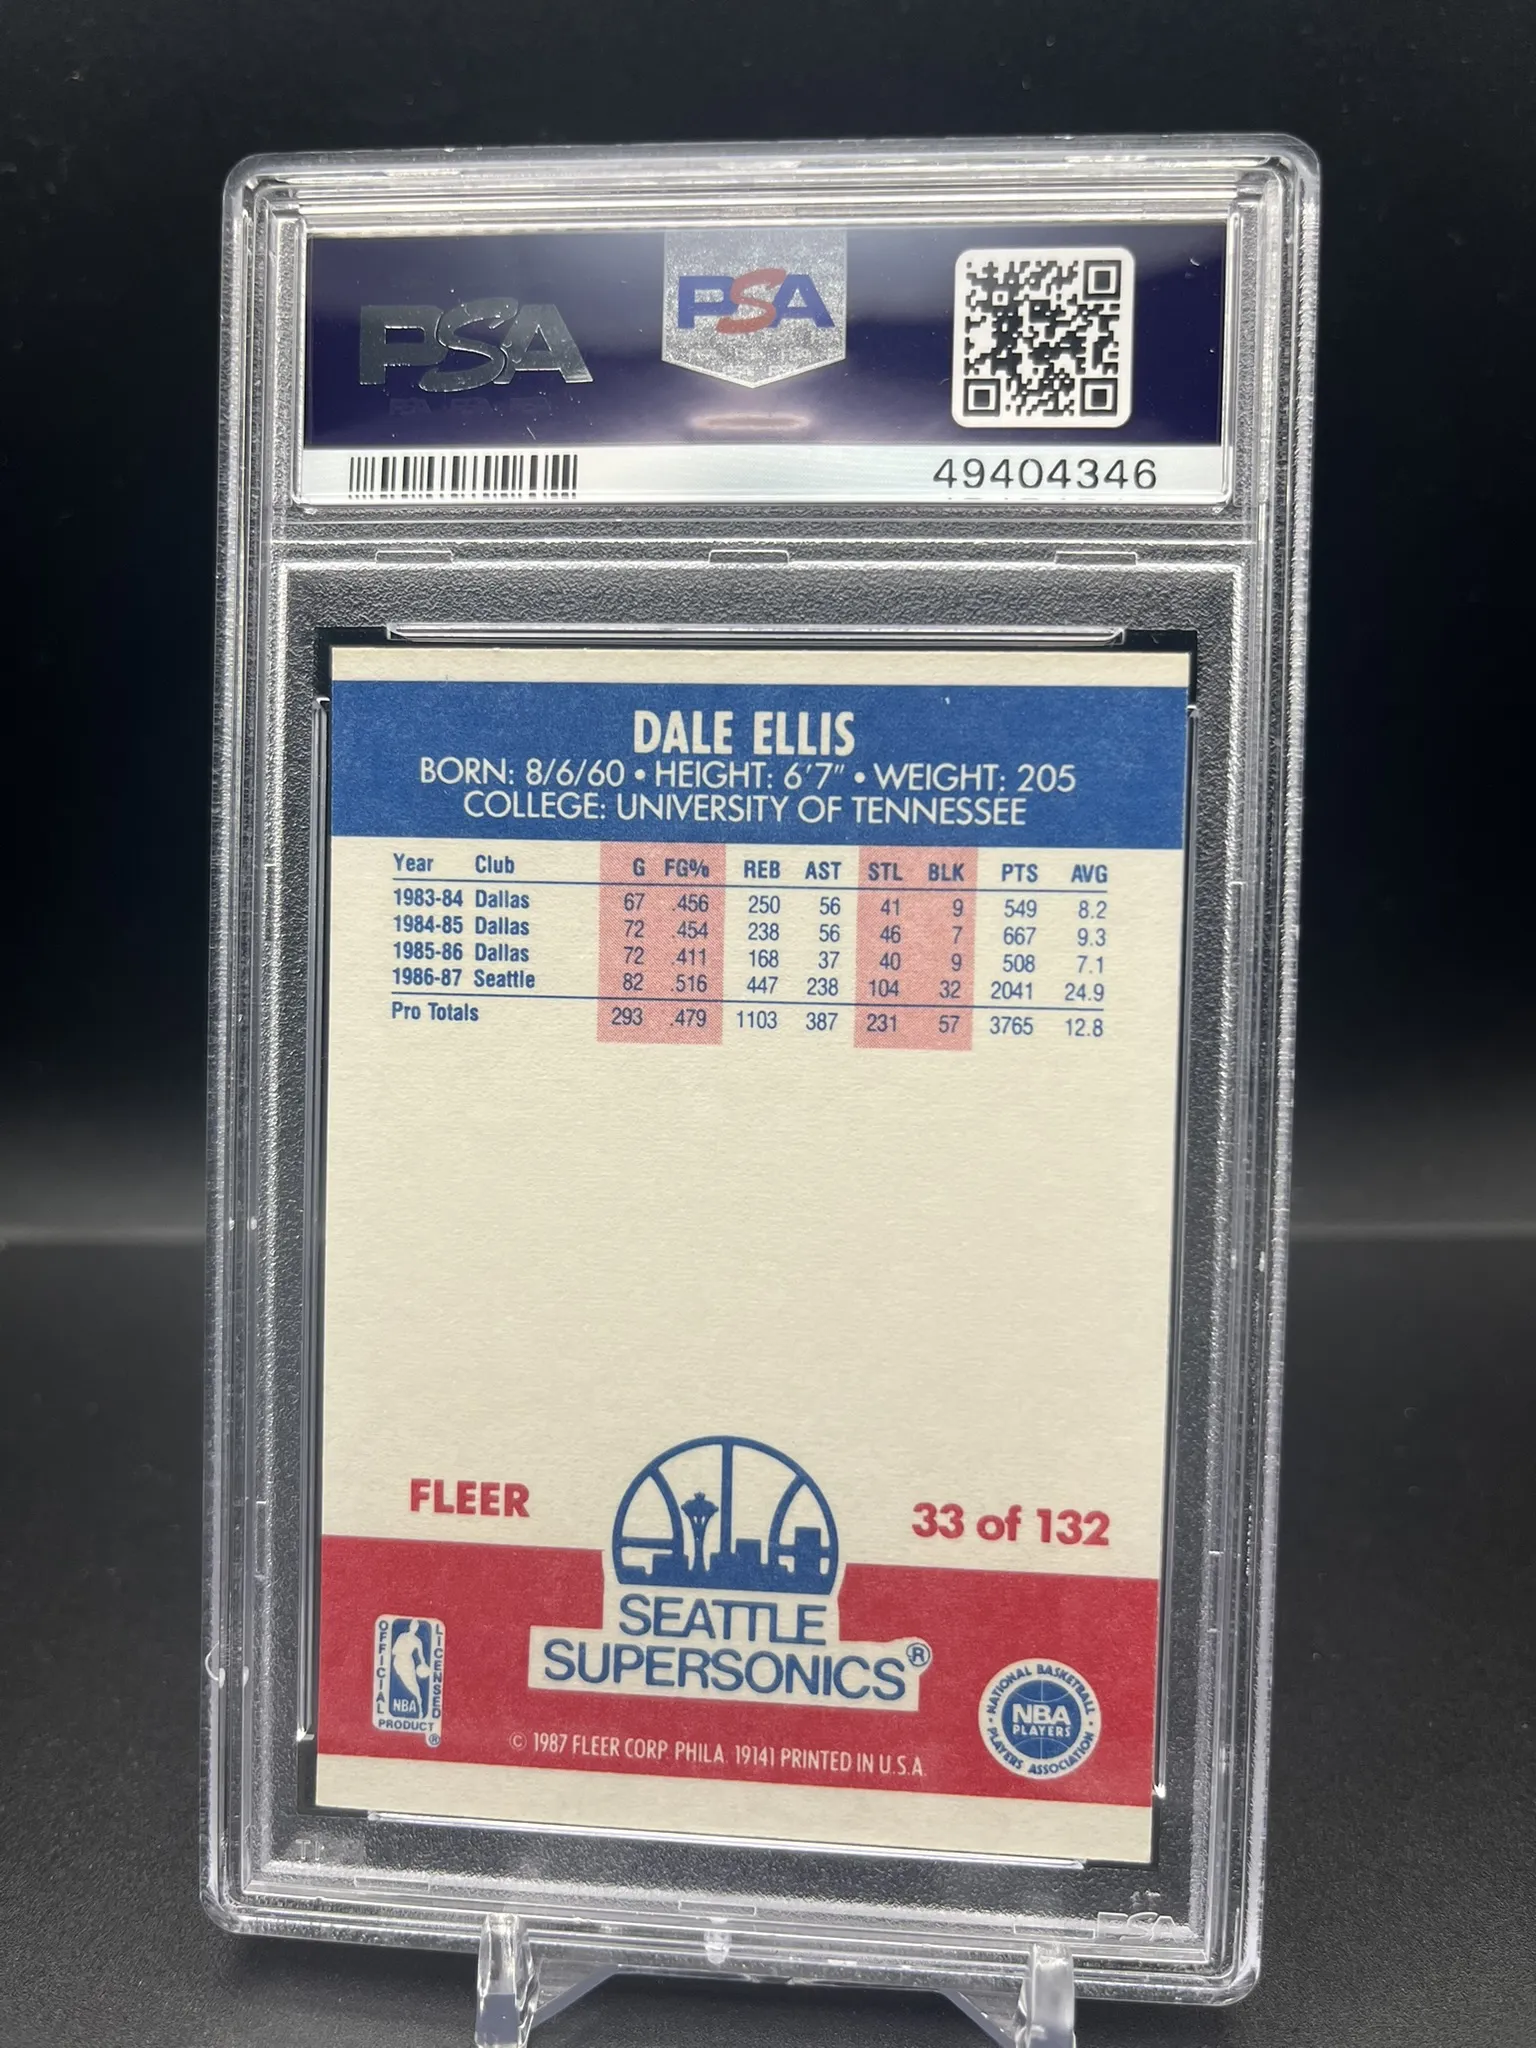 PSA
PSA
49404346
DALE ELLIS
BORN: 8/6/60 • HEIGHT: 6'7" • WEIGHT: 205
COLLEGE: UNIVERSITY OF TENNESSEE
Year Club G FG% REB AST STL BLK PTS AVG
1983-84 Dallas 67 .456 250 56 41 9 549 8.2
1984-85 Dallas 72 .454 238 56 46 7 667 9.3
1985-86 Dallas 72 .411 168 37 40 9 508 7.1
1986-87 Seattle 82 .516 447 238 104 32 2041 24.9
Pro Totals 293 .479 1103 387 231 57 3765 12.8
FLEER
33 of 132
SEATTLE
SUPERSONICS®
OFFICIAL LICENSED
NBA
PRODUCT ®
NATIONAL BASKETBALL
NBA
PLAYERS
PLAYERS ASSOCIATION
© 1987 FLEER CORP. PHILA. 19141 PRINTED IN U.S.A.
PSA